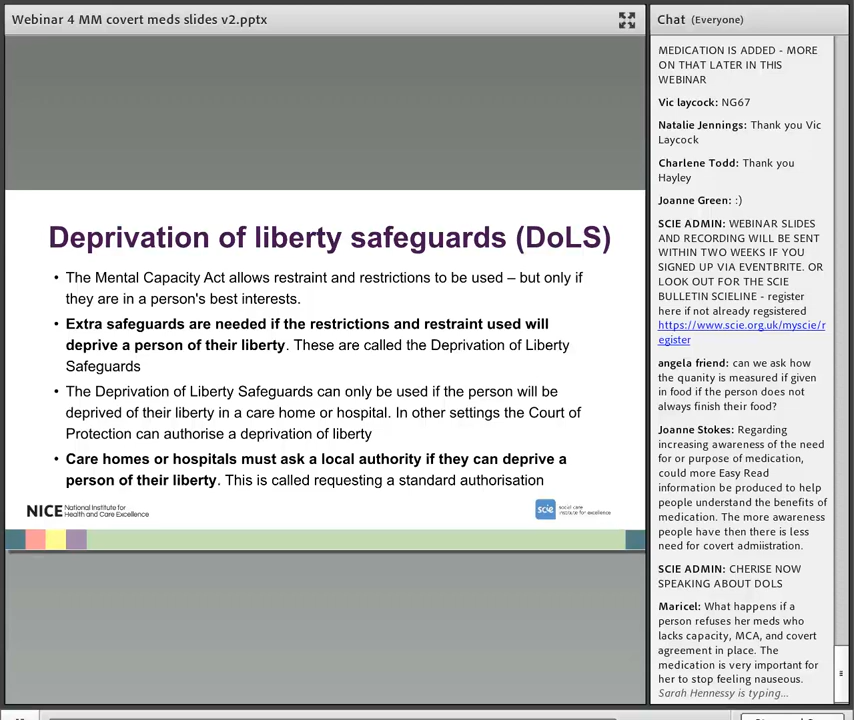 Webinar 4 MM covert meds slides v2.pptx
Deprivation of liberty safeguards (DoLS)
• The Mental Capacity Act allows restraint and restrictions to be used – but only if
they are in a person's best interests.
• Extra safeguards are needed if the restrictions and restraint used will
deprive a person of their liberty. These are called the Deprivation of Liberty
Safeguards
• The Deprivation of Liberty Safeguards can only be used if the person will be
deprived of their liberty in a care home or hospital. In other settings the Court of
Protection can authorise a deprivation of liberty
• Care homes or hospitals must ask a local authority if they can deprive a
person of their liberty. This is called requesting a standard authorisation
NICE National Institute for
Health and Care Excellence
scie social care
institute for excellence
Chat (Everyone)
MEDICATION IS ADDED - MORE
ON THAT LATER IN THIS
WEBINAR
Vic laycock: NG67
Natalie Jennings: Thank you Vic
Laycock
Charlene Todd: Thank you
Hayley
Joanne Green: :)
SCIE ADMIN: WEBINAR SLIDES
AND RECORDING WILL BE SENT
WITHIN TWO WEEKS IF YOU
SIGNED UP VIA EVENTBRITE. OR
LOOK OUT FOR THE SCIE
BULLETIN SCIELINE - register
here if not already regsistered
https://www.scie.org.uk/myscie/r
egister
angela friend: can we ask how
the quanity is measured if given
in food if the person does not
always finish their food?
Joanne Stokes: Regarding
increasing awareness of the need
for or purpose of medication,
could more Easy Read
information be produced to help
people understand the benefits of
medication. The more awareness
people have then there is less
need for covert admiistration.
SCIE ADMIN: CHERISE NOW
SPEAKING ABOUT DOLS
Maricel: What happens if a
person refuses her meds who
lacks capacity, MCA, and covert
agreement in place. The
medication is very important for
her to stop feeling nauseous.
Sarah Hennessy is typing...